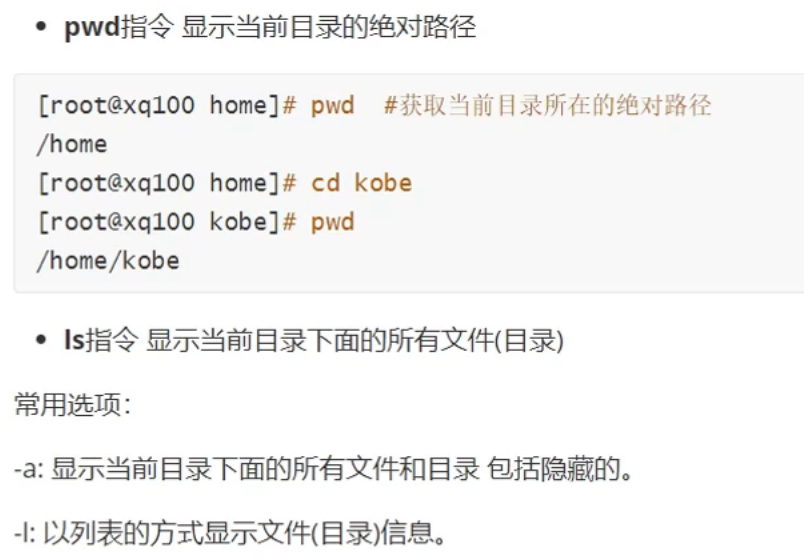 • pwd指令 显示当前目录的绝对路径
[root@xq100 home]# pwd  #获取当前目录所在的绝对路径
/home
[root@xq100 home]# cd kobe
[root@xq100 kobe]# pwd
/home/kobe
• ls指令 显示当前目录下面的所有文件(目录)
常用选项：
-a: 显示当前目录下面的所有文件和目录 包括隐藏的。
-l: 以列表的方式显示文件(目录)信息。